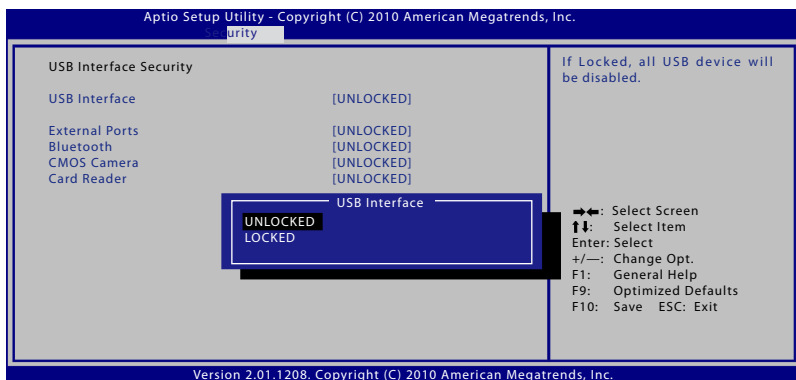 Aptio Setup Utility - Copyright (C) 2010 American Megatrends, Inc.
Security
USB Interface Security
USB Interface [UNLOCKED]
External Ports [UNLOCKED]
Bluetooth [UNLOCKED]
CMOS Camera [UNLOCKED]
Card Reader [UNLOCKED]
USB Interface
UNLOCKED
LOCKED
If Locked, all USB device will
be disabled.
→←: Select Screen
↑↓: Select Item
Enter: Select
+/—: Change Opt.
F1: General Help
F9: Optimized Defaults
F10: Save ESC: Exit
Version 2.01.1208. Copyright (C) 2010 American Megatrends, Inc.